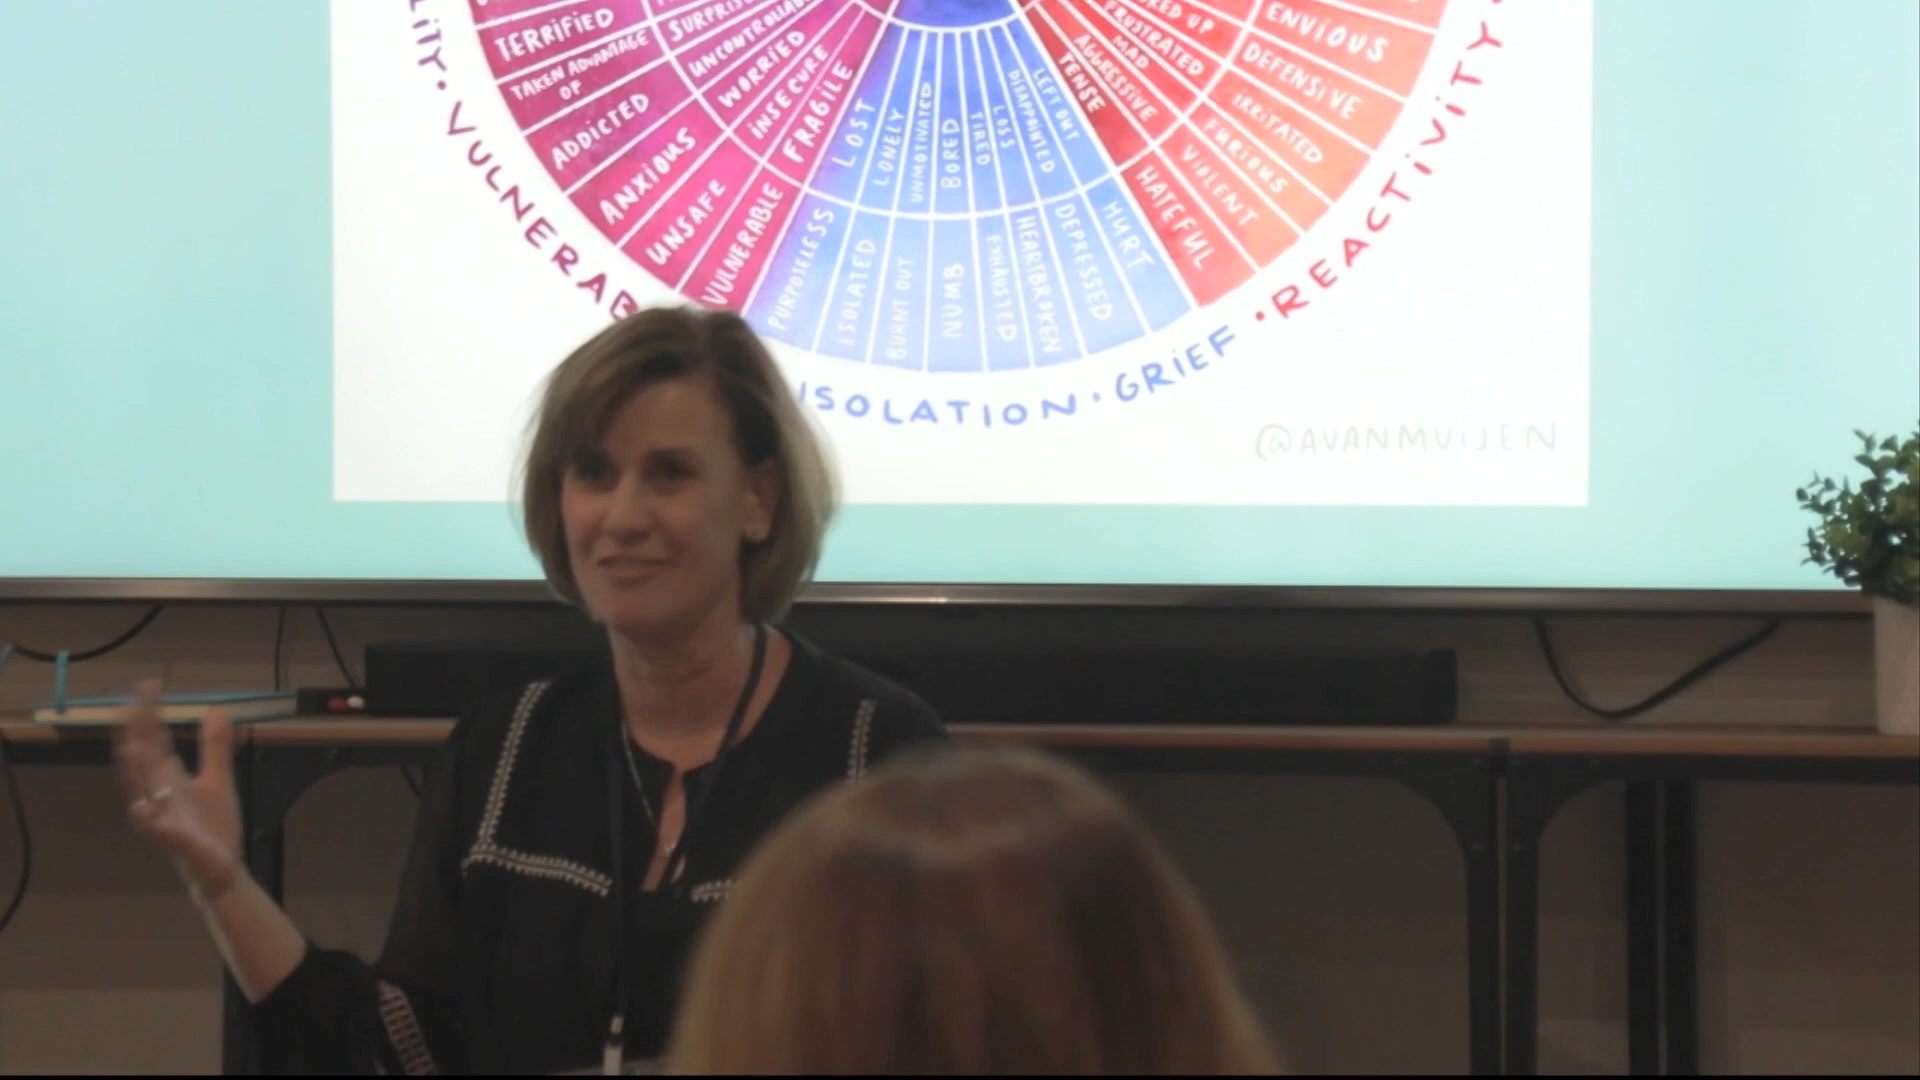 TERRIFIED
TAKEN ADVANTAGE OF
ADDICTED
ANXIOUS
UNSAFE
VULNERABLE
WORRIED
INSECURE
FRAGILE
LOST
LONELY
UNMOTIVATED
BORED
TIRED
LOSS
DISAPPOINTED
LEFT OUT
PURPOSELESS
ISOLATED
BURNT OUT
NUMB
EXHAUSTED
HEARTBROKEN
DEPRESSED
HURT
TENSE
AGGRESSIVE
MAD
FRUSTRATED
HATEFUL
VIOLENT
FURIOUS
IRRITATED
DEFENSIVE
ENVIOUS
ISOLATION · GRIEF · REACTIVITY
@AVANMUIJEN